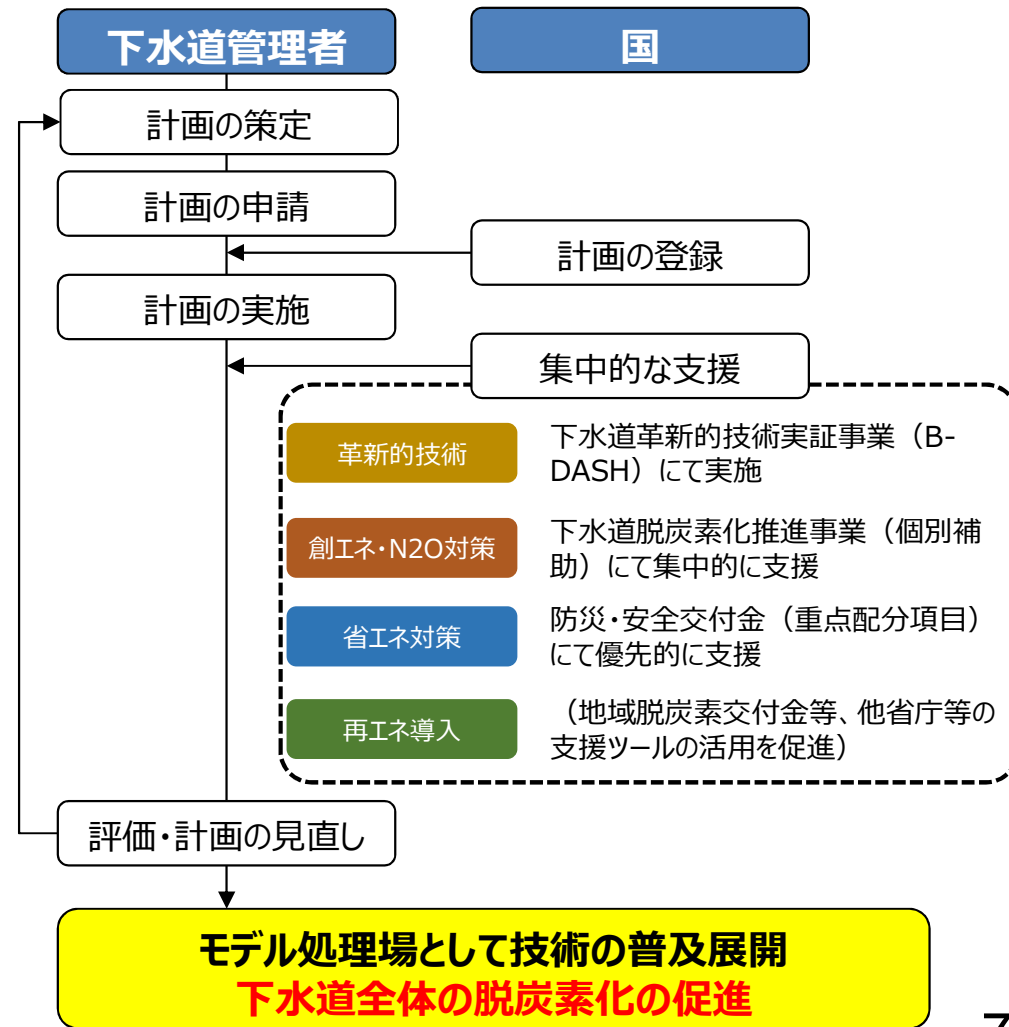 下水道管理者
国
計画の策定
計画の申請
計画の登録
計画の実施
集中的な支援
革新的技術
下水道革新的技術実証事業（B-
DASH）にて実施
創エネ・N2O対策
下水道脱炭素化推進事業（個別補
助）にて集中的に支援
省エネ対策
防災・安全交付金（重点配分項目）
にて優先的に支援
再エネ導入
（地域脱炭素交付金等、他省庁等の
支援ツールの活用を促進）
評価・計画の見直し
モデル処理場として技術の普及展開
下水道全体の脱炭素化の促進